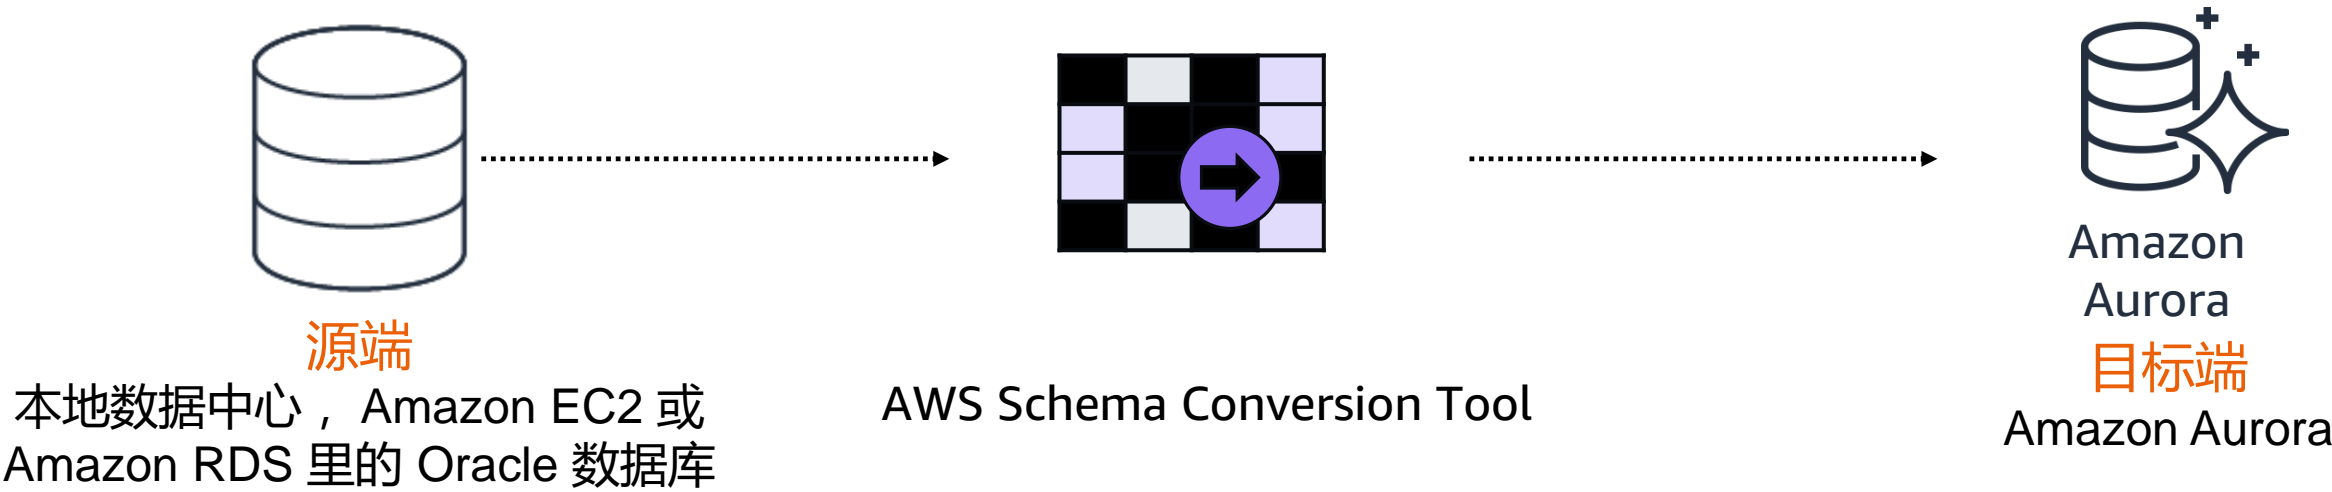 源端
本地数据中心，Amazon EC2 或
Amazon RDS 里的 Oracle 数据库
AWS Schema Conversion Tool
Amazon
Aurora
目标端
Amazon Aurora